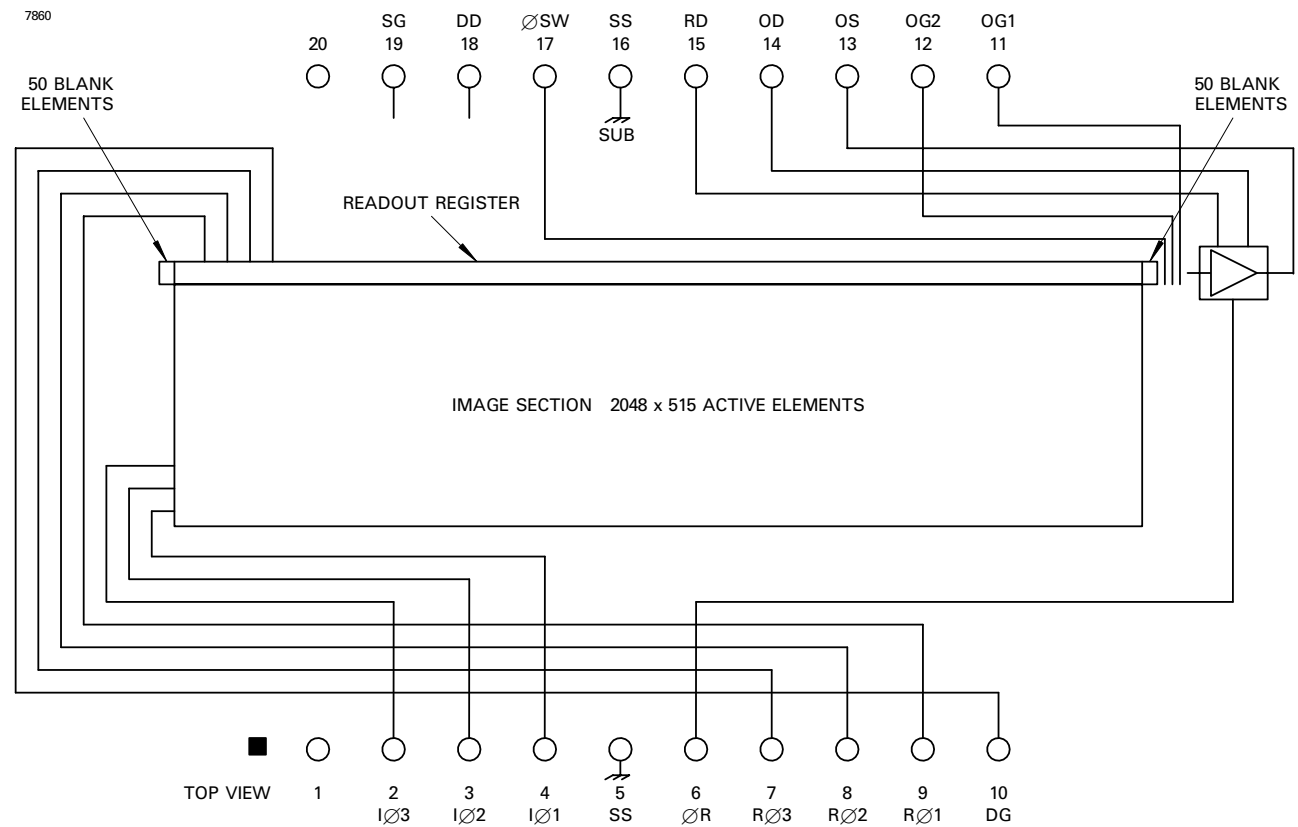 7860
SG DD ∅SW SS RD OD OS OG2 OG1
20 19 18 17 16 15 14 13 12 11
50 BLANK
ELEMENTS
50 BLANK
ELEMENTS
SUB
READOUT REGISTER
IMAGE SECTION 2048 x 515 ACTIVE ELEMENTS
TOP VIEW 1 2 3 4 5 6 7 8 9 10
I∅3 I∅2 I∅1 SS ∅R R∅3 R∅2 R∅1 DG